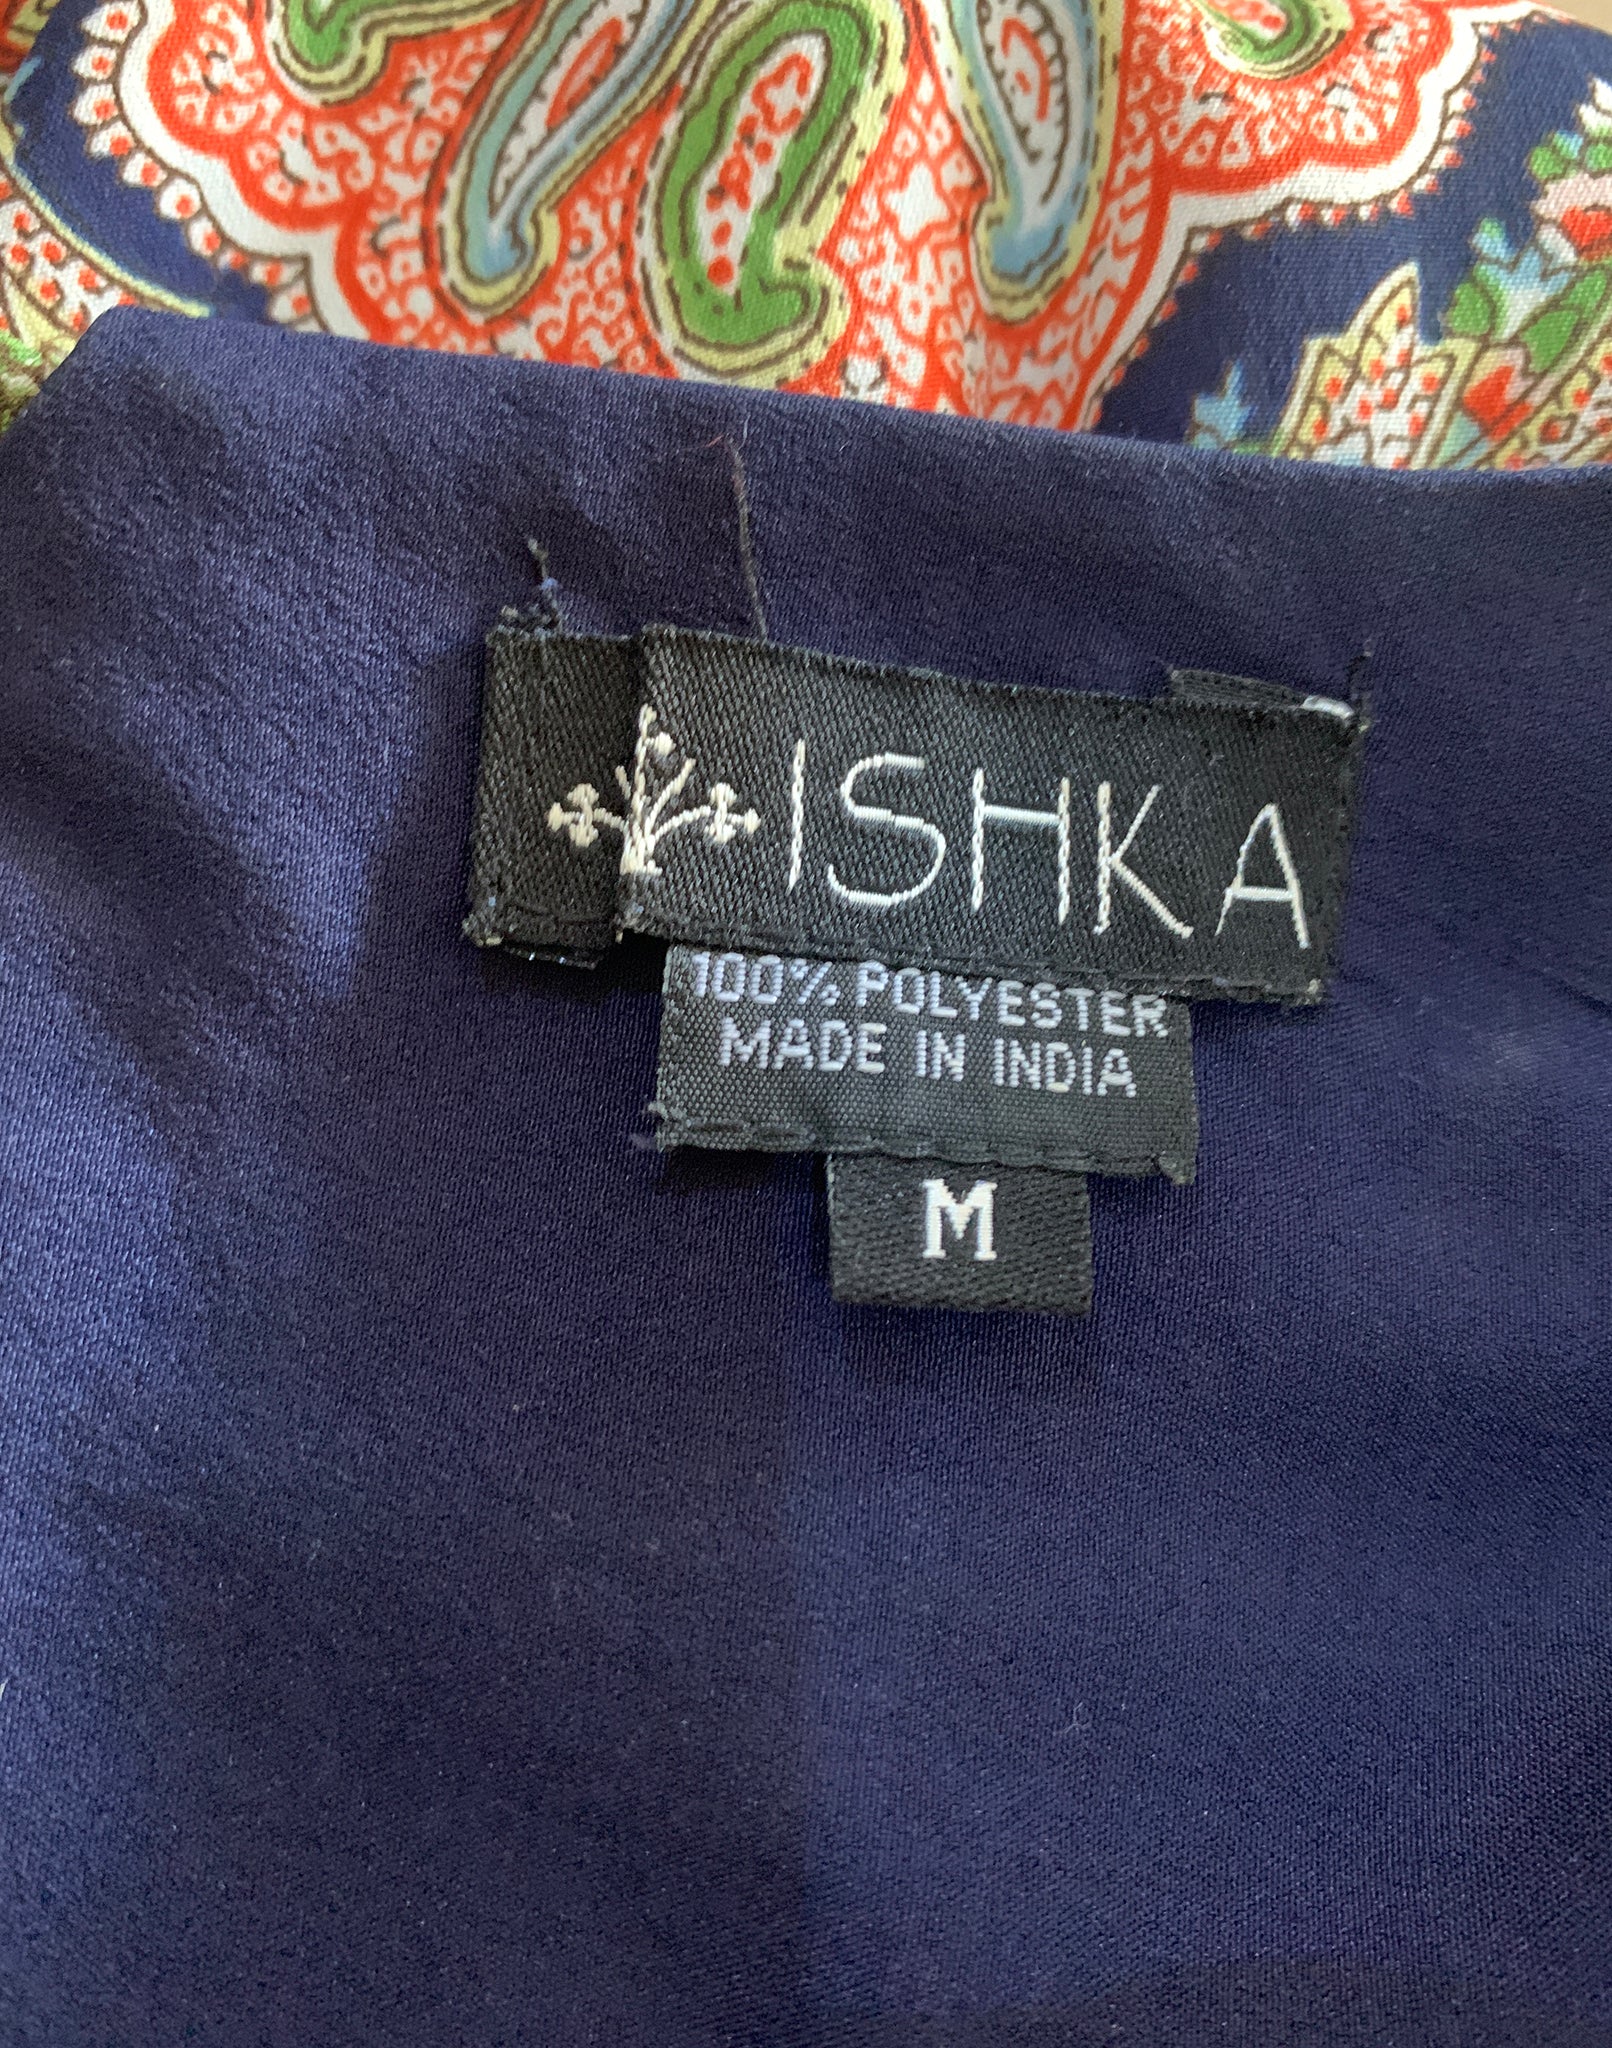 ISHKA
100% POLYESTER
MADE IN INDIA
M